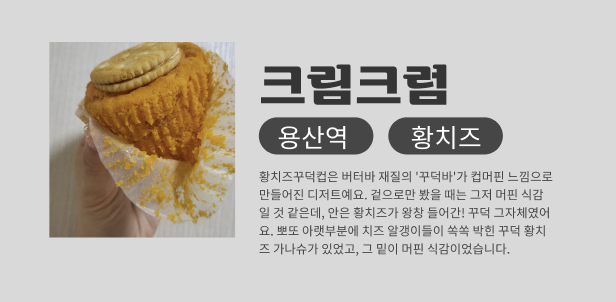 크림크렴
용산역
황치즈
황치즈꾸덕컵은 버터바 재질의 '꾸덕바'가 컵머핀 느낌으로
만들어진 디저트예요. 겉으로만 봤을 때는 그저 머핀 식감
일 것 같은데, 안은 황치즈가 왕창 들어간! 꾸덕 그자체였어
요. 뽀또 아랫부분에 치즈 알갱이들이 쏙쏙 박힌 꾸덕 황치
즈 가나슈가 있었고, 그 밑이 머핀 식감이었습니다.